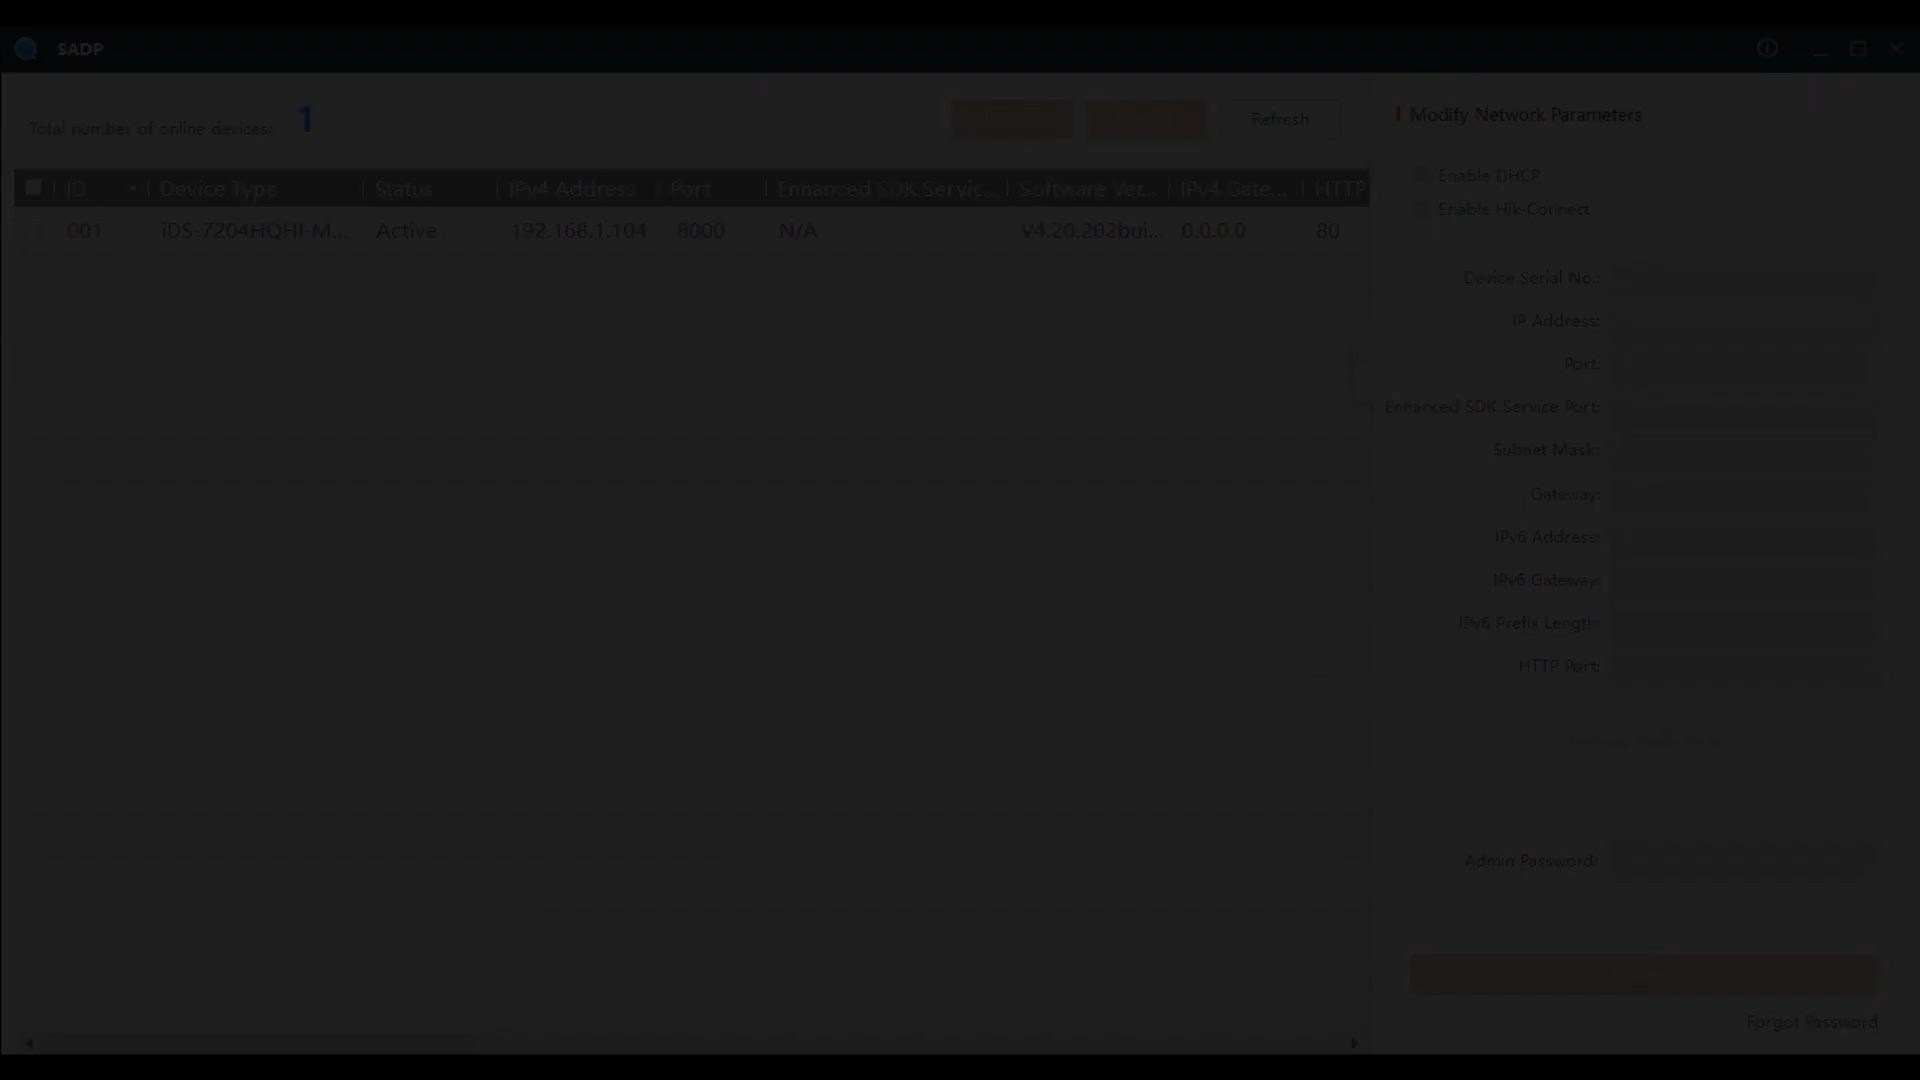 SADP
Total number of online devices: 1
Refresh
ID Device Type Status IPv4 Address Port Enhanced SDK Servic... Software Ver... IPv4 Gate... HTTP
001 iDS-7204HQHI-M... Active 192.168.1.104 8000 N/A V4.20.202bui... 0.0.0.0 80
Modify Network Parameters
Enable DHCP
Enable Hik-Connect
Device Serial No.:
IP Address:
Port:
Enhanced SDK Service Port:
Subnet Mask:
Gateway:
IPv6 Address:
IPv6 Gateway:
IPv6 Prefix Length:
HTTP Port:
Admin Password:
Forgot Password